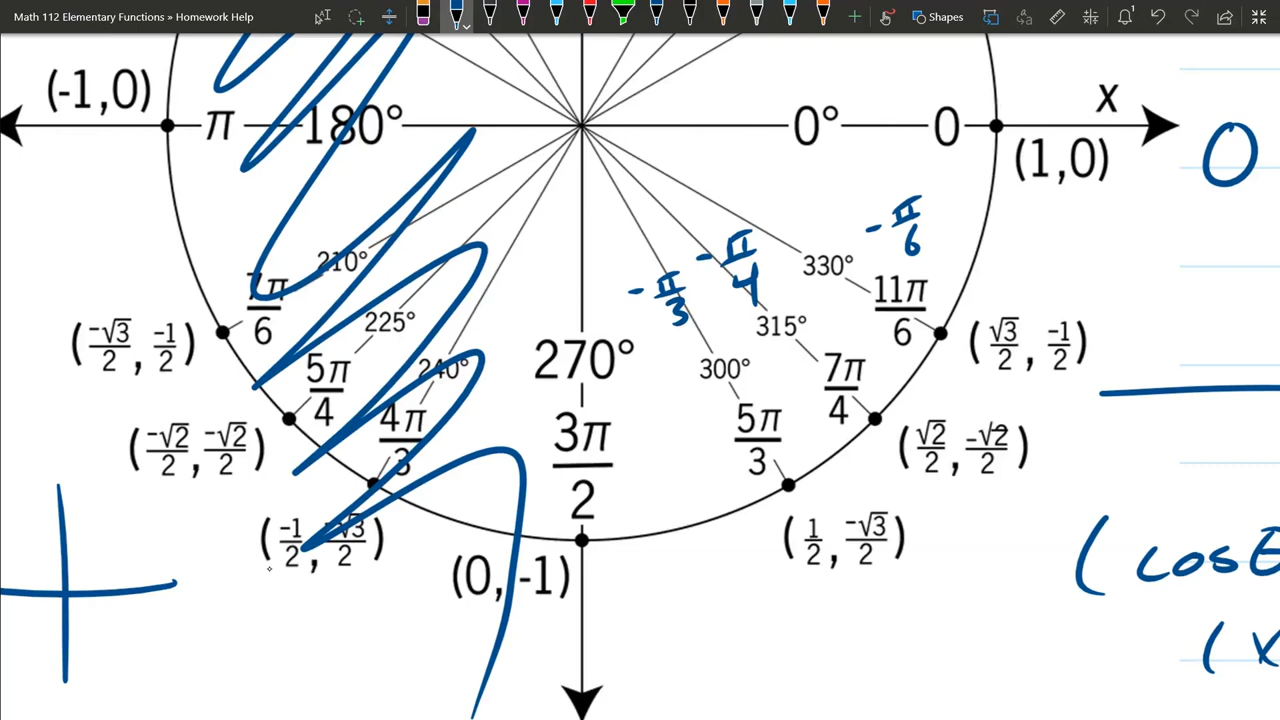 Math 112 Elementary Functions » Homework Help
Shapes
(-1,0)
π
180°
0°
0
x
(1,0)
0
210°
7π/6
(-√3/2, -1/2)
225°
5π/4
(-√2/2, -√2/2)
240°
4π/3
(-1/2, -√3/2)
270°
3π/2
(0, -1)
-π/3
-π/4
-π/6
300°
5π/3
(1/2, -√3/2)
315°
7π/4
(√2/2, -√2/2)
330°
11π/6
(√3/2, -1/2)
(cosθ
(x